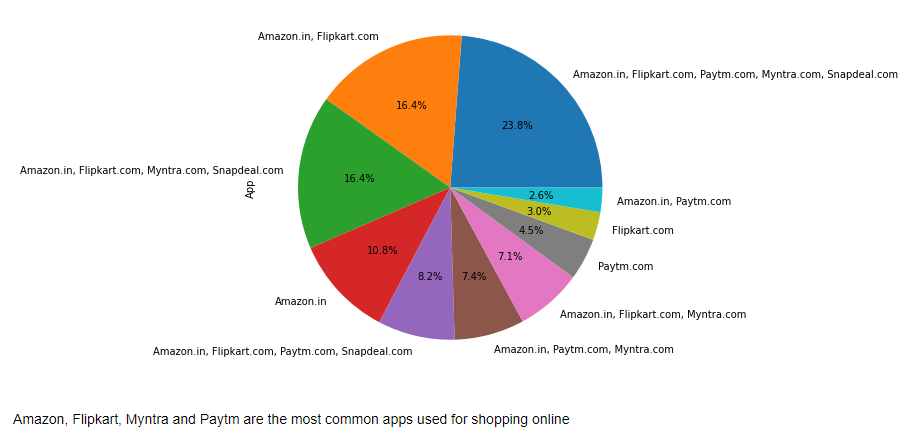 Amazon.in, Flipkart.com
Amazon.in, Flipkart.com, Paytm.com, Myntra.com, Snapdeal.com
16.4%
23.8%
Amazon.in, Flipkart.com, Myntra.com, Snapdeal.com
16.4%
App
2.6%
Amazon.in, Paytm.com
3.0%
Flipkart.com
4.5%
Paytm.com
10.8%
7.1%
8.2%
7.4%
Amazon.in
Amazon.in, Flipkart.com, Myntra.com
Amazon.in, Flipkart.com, Paytm.com, Snapdeal.com
Amazon.in, Paytm.com, Myntra.com
Amazon, Flipkart, Myntra and Paytm are the most common apps used for shopping online